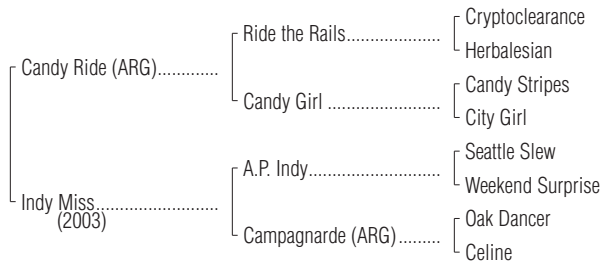 Cryptoclearance
Ride the Rails.....................
Herbalesian
Candy Ride (ARG).............
Candy Stripes
Candy Girl .........................
City Girl
Seattle Slew
A.P. Indy.............................
Weekend Surprise
Indy Miss...........................
(2003)
Oak Dancer
Campagnarde (ARG).........
Celine